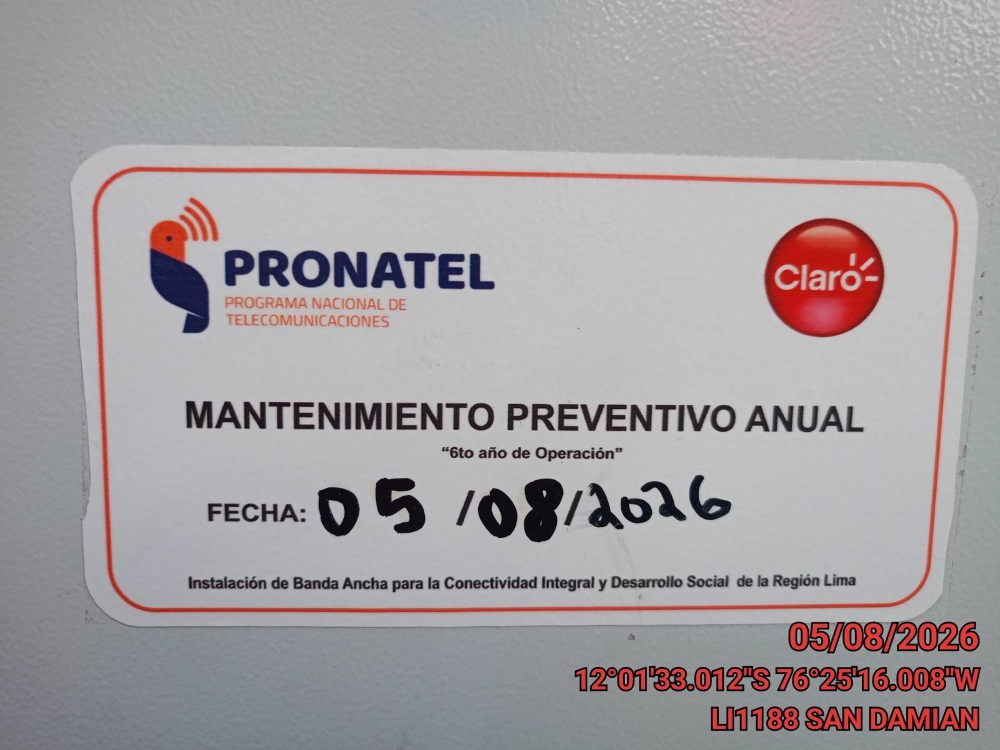 PRONATEL
PROGRAMA NACIONAL DE
TELECOMUNICACIONES
Claro
MANTENIMIENTO PREVENTIVO ANUAL
“6to año de Operación”
FECHA: 05/08/2026
Instalación de Banda Ancha para la Conectividad Integral y Desarrollo Social de la Región Lima
05/08/2026
12°01'33.012"S 76°25'16.008"W
LI1188 SAN DAMIAN